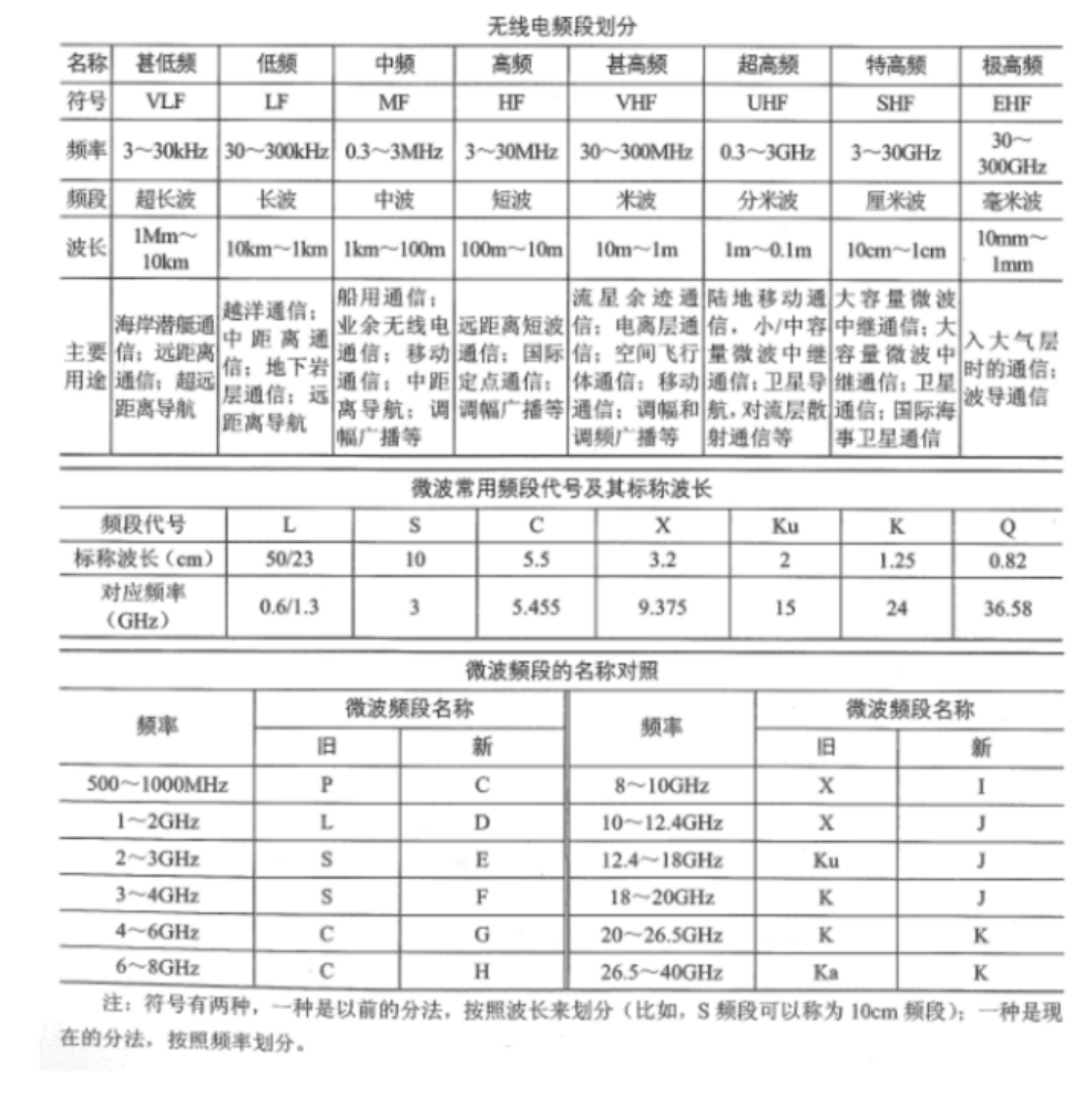 无线电频段划分
名称 甚低频 低频 中频 高频 甚高频 超高频 特高频 极高频
符号 VLF LF MF HF VHF UHF SHF EHF
频率 3～30kHz 30～300kHz 0.3～3MHz 3～30MHz 30～300MHz 0.3～3GHz 3～30GHz 30～300GHz
频段 超长波 长波 中波 短波 米波 分米波 厘米波 毫米波
波长 1Mm～10km 10km～1km 1km～100m 100m～10m 10m～1m 1m～0.1m 10cm～1cm 10mm～1mm
主要用途 海岸潜艇通信；远距离通信；超远距离导航 越洋通信；中距离通信；地下岩层通信；远距离导航 船用通信；业余无线电通信；移动通信；中距离导航；调幅广播等 远距离短波通信；国际定点通信；调幅广播等 流星余迹通信；电离层通信；空间飞行体通信；移动通信；调幅和调频广播等 陆地移动通信，小/中容量微波中继通信；卫星导航，对流层散射通信等 大容量微波中继通信；大容量微波中继通信；卫星通信；国际海事卫星通信 入大气层时的通信；波导通信
微波常用频段代号及其标称波长
频段代号 L S C X Ku K Q
标称波长（cm） 50/23 10 5.5 3.2 2 1.25 0.82
对应频率（GHz） 0.6/1.3 3 5.455 9.375 15 24 36.58
微波频段的名称对照
频率 微波频段名称 频率 微波频段名称
旧 新 旧 新
500～1000MHz P C 8～10GHz X I
1～2GHz L D 10～12.4GHz X J
2～3GHz S E 12.4～18GHz Ku J
3～4GHz S F 18～20GHz K J
4～6GHz C G 20～26.5GHz K K
6～8GHz C H 26.5～40GHz Ka K
注：符号有两种，一种是以前的分法，按照波长来划分（比如，S 频段可以称为 10cm 频段）；一种是现
在的分法，按照频率划分。